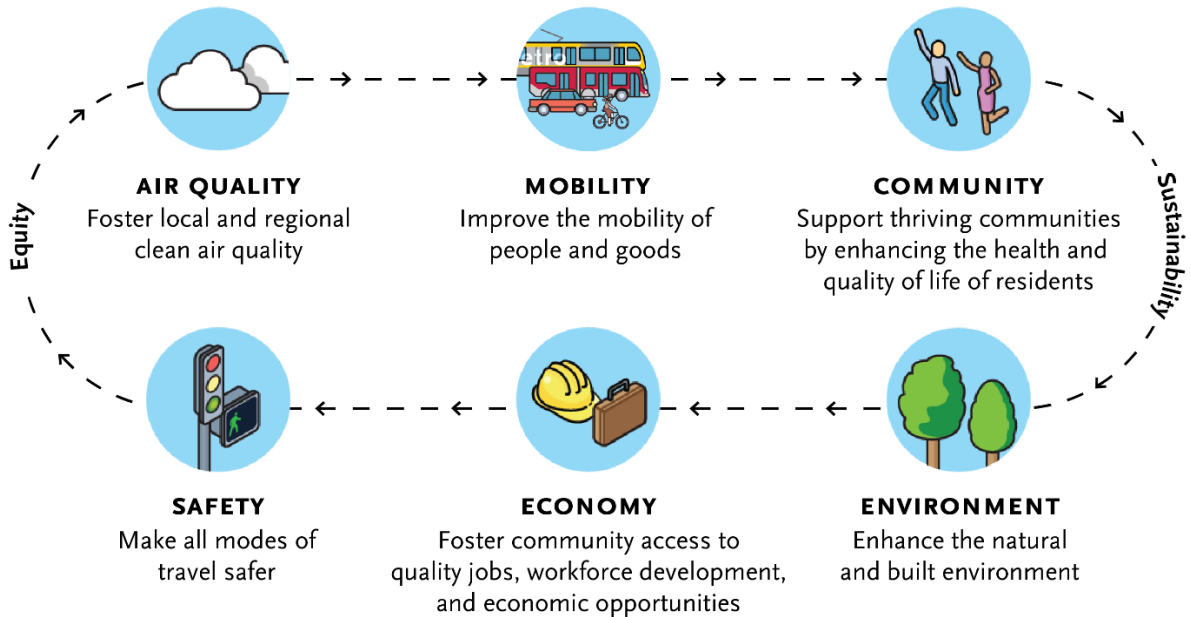 etro
AIR QUALITY
Foster local and regional
clean air quality
MOBILITY
Improve the mobility of
people and goods
COMMUNITY
Support thriving communities
by enhancing the health and
quality of life of residents
Equity
Sustainability
SAFETY
Make all modes of
travel safer
ECONOMY
Foster community access to
quality jobs, workforce development,
and economic opportunities
ENVIRONMENT
Enhance the natural
and built environment